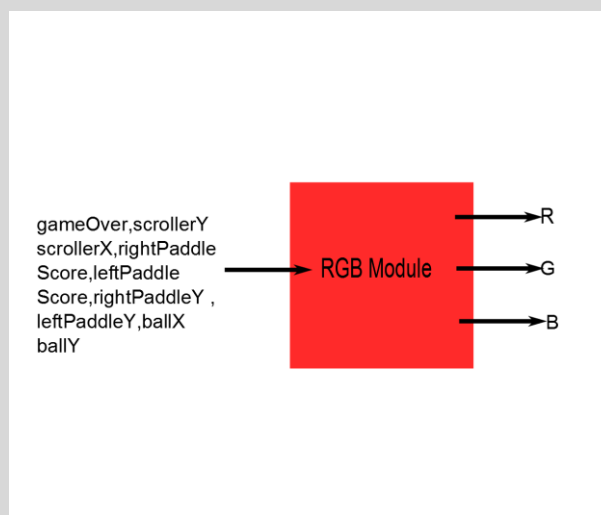 gameOver,scrollerY
scrollerX,rightPaddle
Score,leftPaddle
Score,rightPaddleY ,
leftPaddleY,ballX
ballY
RGB Module
R
G
B